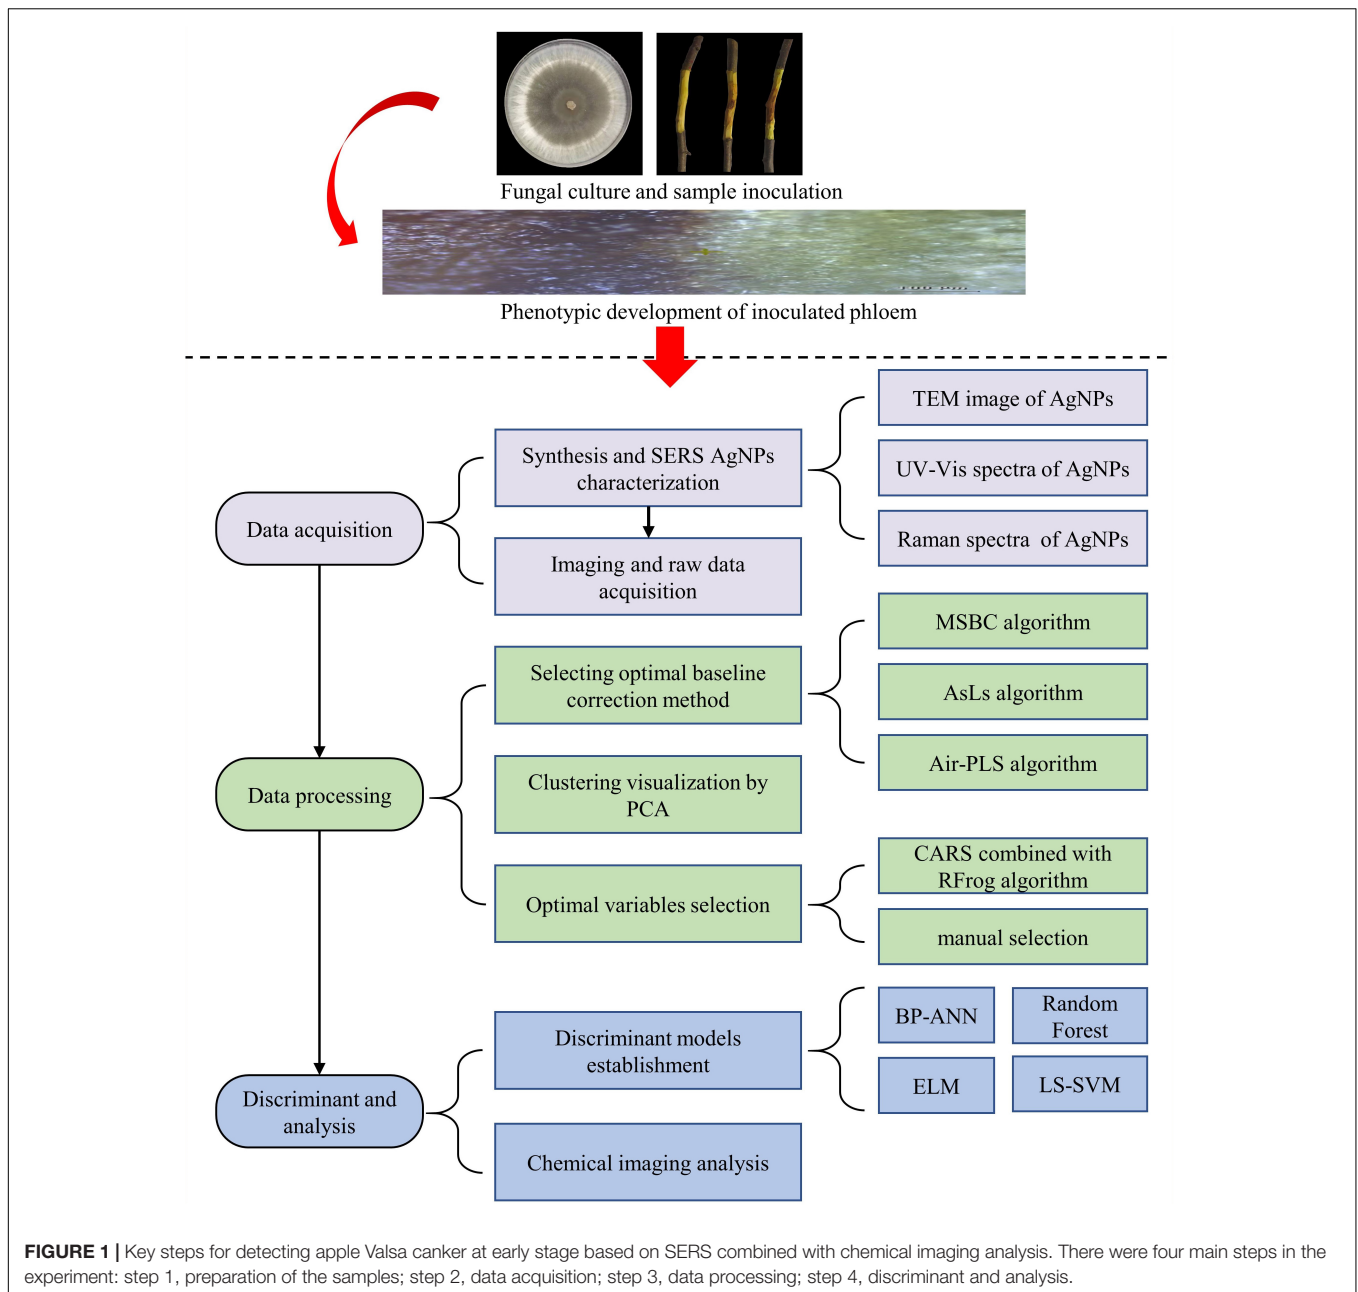 Fungal culture and sample inoculation
Phenotypic development of inoculated phloem
Data acquisition
Synthesis and SERS AgNPs
characterization
Imaging and raw data
acquisition
TEM image of AgNPs
UV-Vis spectra of AgNPs
Raman spectra of AgNPs
Data processing
Selecting optimal baseline
correction method
MSBC algorithm
AsLs algorithm
Air-PLS algorithm
Clustering visualization by
PCA
Optimal variables selection
CARS combined with
RFrog algorithm
manual selection
Discriminant and
analysis
Discriminant models
establishment
BP-ANN
Random
Forest
ELM
LS-SVM
Chemical imaging analysis
FIGURE 1 | Key steps for detecting apple Valsa canker at early stage based on SERS combined with chemical imaging analysis. There were four main steps in the
experiment: step 1, preparation of the samples; step 2, data acquisition; step 3, data processing; step 4, discriminant and analysis.